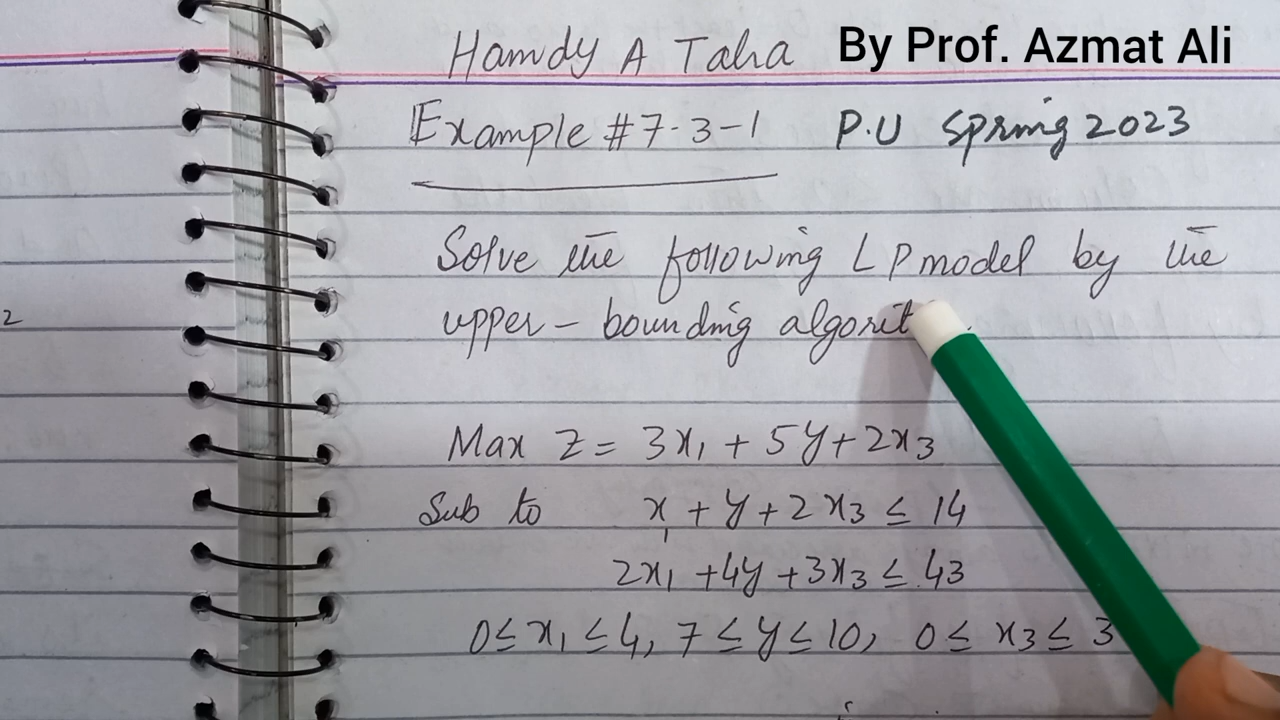 Hamdy A Taha By Prof. Azmat Ali
Example #7.3-1 P.U Spring 2023
Solve the following LP model by the
upper-bounding algorit
Max Z = 3x₁ + 5y + 2x₃
Sub to x₁ + y + 2x₃ ≤ 14
2x₁ + 4y + 3x₃ ≤ 43
0 ≤ x₁ ≤ 4, 7 ≤ y ≤ 10, 0 ≤ x₃ ≤ 3
2